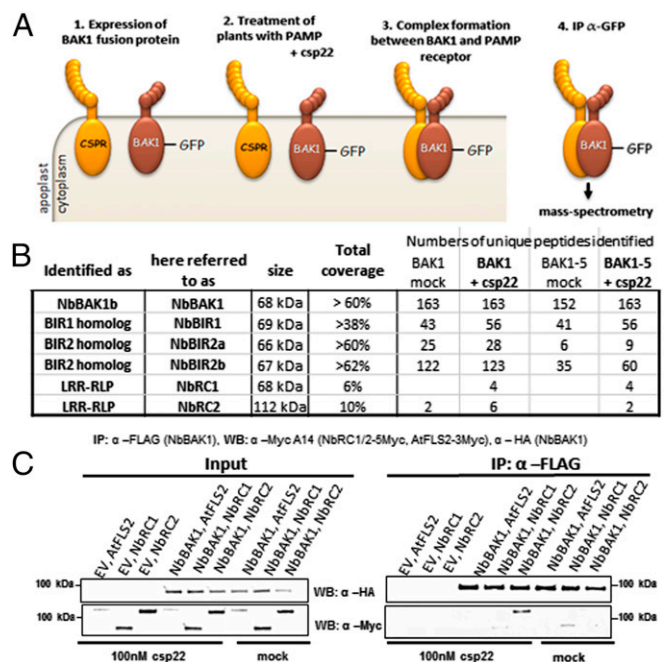 A
1. Expression of
BAK1 fusion protein
2. Treatment of
plants with PAMP
+ csp22
3. Complex formation
between BAK1 and PAMP
receptor
4. IP α-GFP
CSPR
BAK1
GFP
CSPR
BAK1
GFP
BAK1
GFP
BAK1
GFP
apoplast
cytoplasm
mass-spectrometry
B
Numbers of unique peptides identified
Identified as here referred to as size Total coverage BAK1 mock BAK1 + csp22 BAK1-5 mock BAK1-5 + csp22
NbBAK1b NbBAK1 68 kDa > 60% 163 163 152 163
BIR1 homolog NbBIR1 69 kDa >38% 43 56 41 56
BIR2 homolog NbBIR2a 66 kDa >60% 25 28 6 9
BIR2 homolog NbBIR2b 67 kDa >62% 122 123 35 60
LRR-RLP NbRC1 68 kDa 6% 4 4
LRR-RLP NbRC2 112 kDa 10% 2 6 2
IP: α –FLAG (NbBAK1), WB: α –Myc A14 (NbRC1/2-5Myc, AtFLS2-3Myc), α – HA (NbBAK1)
C
Input
IP: α –FLAG
EV, AtFLS2
EV, NbRC1
EV, NbRC2
NbBAK1, AtFLS2
NbBAK1, NbRC1
NbBAK1, NbRC2
NbBAK1, AtFLS2
NbBAK1, NbRC1
NbBAK1, NbRC2
EV, AtFLS2
EV, NbRC1
EV, NbRC2
NbBAK1, AtFLS2
NbBAK1, NbRC1
NbBAK1, NbRC2
NbBAK1, AtFLS2
NbBAK1, NbRC1
NbBAK1, NbRC2
100 kDa
WB: α –HA
100 kDa
100 kDa
WB: α –Myc
100 kDa
100nM csp22
mock
100nM csp22
mock